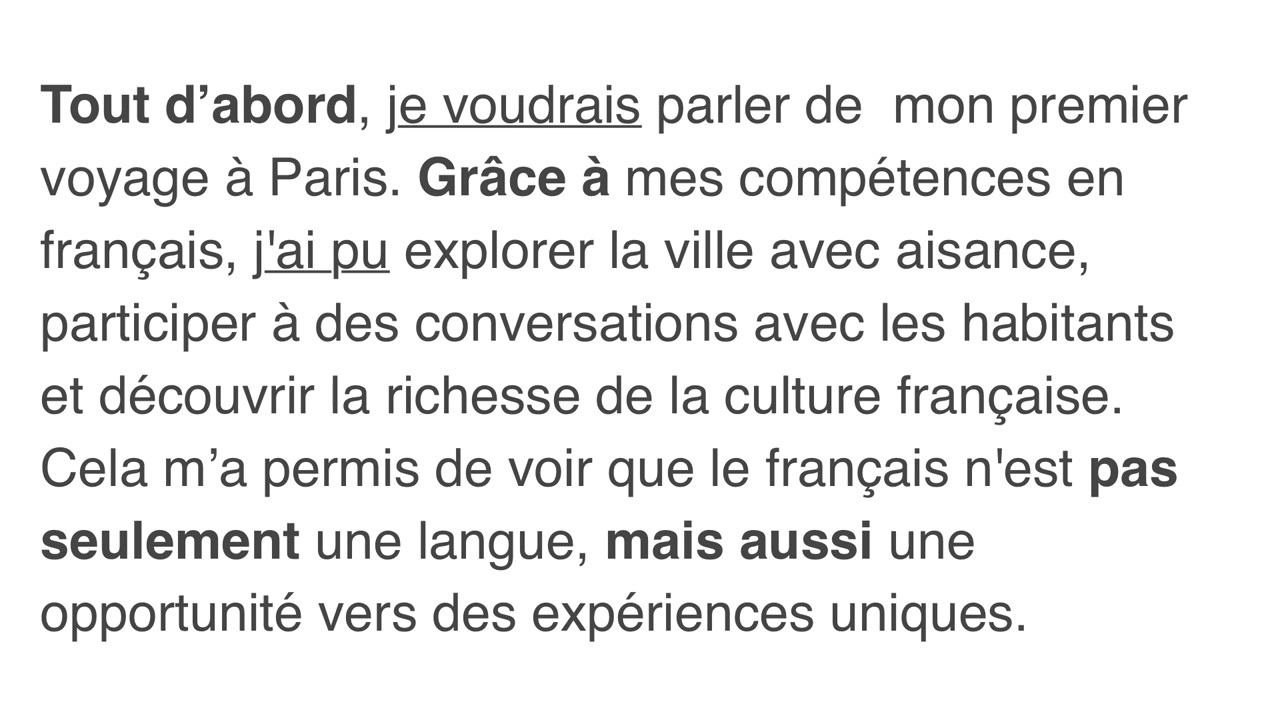 Tout d’abord, je voudrais parler de  mon premier
voyage à Paris. Grâce à mes compétences en
français, j'ai pu explorer la ville avec aisance,
participer à des conversations avec les habitants
et découvrir la richesse de la culture française.
Cela m’a permis de voir que le français n'est pas
seulement une langue, mais aussi une
opportunité vers des expériences uniques.